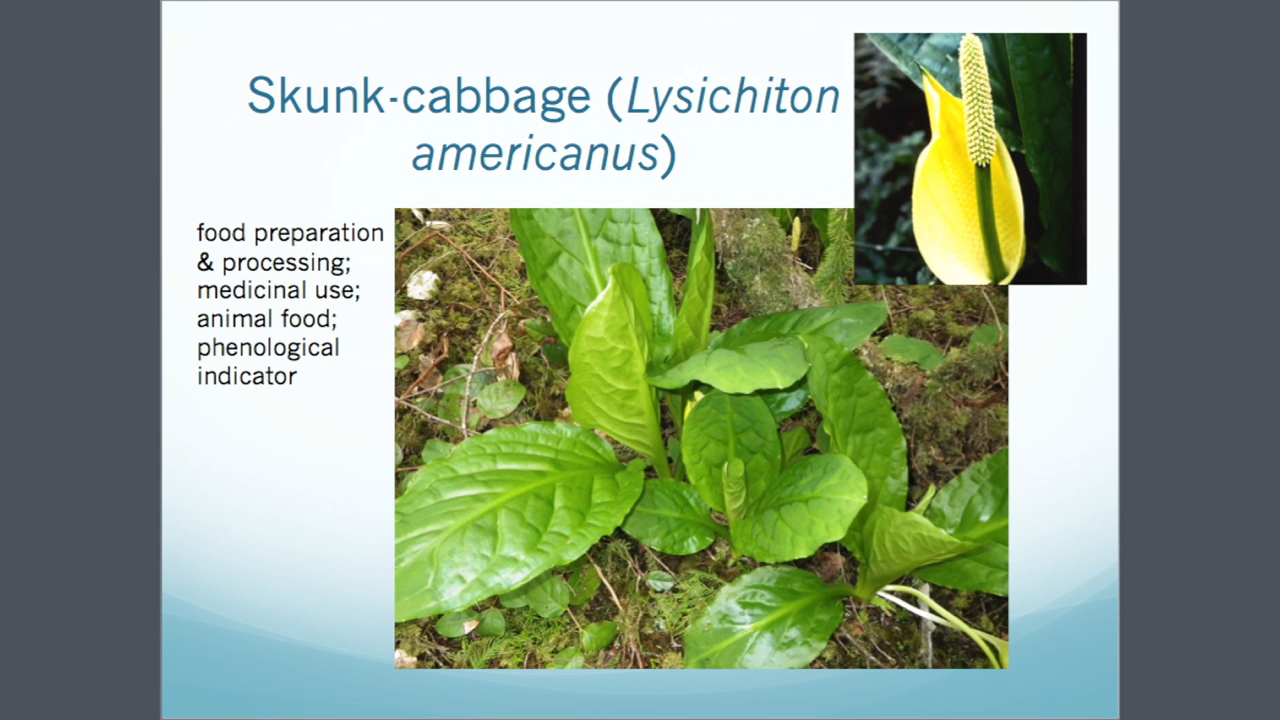 Skunk-cabbage (Lysichiton
americanus)
food preparation
& processing;
medicinal use;
animal food;
phenological
indicator